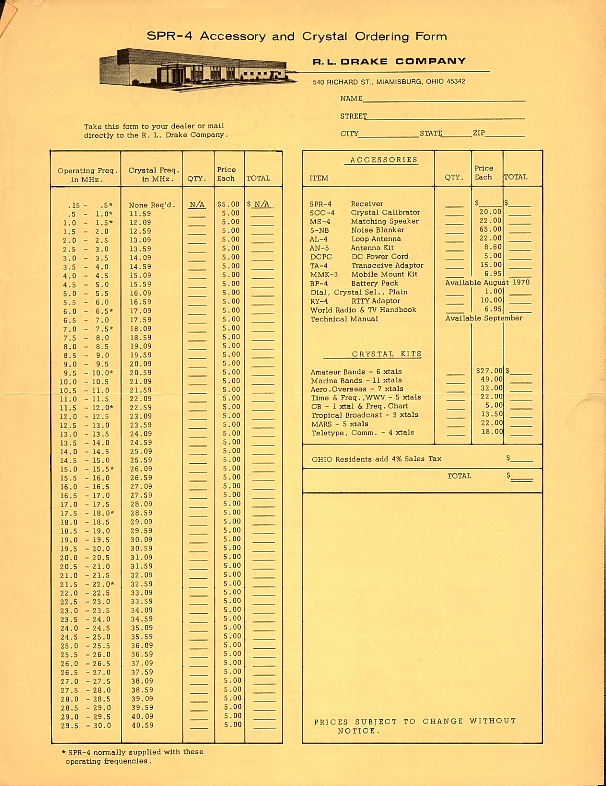 SPR-4 Accessory and Crystal Ordering Form
R. L. DRAKE COMPANY
540 RICHARD ST., MIAMISBURG, OHIO 45342
NAME
STREET
CITY STATE ZIP
Take this form to your dealer or mail
directly to the R. L. Drake Company.
Operating Freq. in MHz. Crystal Freq. in MHz. QTY. Price Each TOTAL
.15 - .5* None Req'd. N/A $5.00 $ N/A
.5 - 1.0* 11.59 5.00
1.0 - 1.5* 12.09 5.00
1.5 - 2.0 12.59 5.00
2.0 - 2.5 13.09 5.00
2.5 - 3.0 13.59 5.00
3.0 - 3.5 14.09 5.00
3.5 - 4.0 14.59 5.00
4.0 - 4.5 15.09 5.00
4.5 - 5.0 15.59 5.00
5.0 - 5.5 16.09 5.00
5.5 - 6.0 16.59 5.00
6.0 - 6.5* 17.09 5.00
6.5 - 7.0 17.59 5.00
7.0 - 7.5* 18.09 5.00
7.5 - 8.0 18.59 5.00
8.0 - 8.5 19.09 5.00
8.5 - 9.0 19.59 5.00
9.0 - 9.5 20.09 5.00
9.5 - 10.0* 20.59 5.00
10.0 - 10.5 21.09 5.00
10.5 - 11.0 21.59 5.00
11.0 - 11.5 22.09 5.00
11.5 - 12.0* 22.59 5.00
12.0 - 12.5 23.09 5.00
12.5 - 13.0 23.59 5.00
13.0 - 13.5 24.09 5.00
13.5 - 14.0 24.59 5.00
14.0 - 14.5 25.09 5.00
14.5 - 15.0 25.59 5.00
15.0 - 15.5* 26.09 5.00
15.5 - 16.0 26.59 5.00
16.0 - 16.5 27.09 5.00
16.5 - 17.0 27.59 5.00
17.0 - 17.5 28.09 5.00
17.5 - 18.0* 28.59 5.00
18.0 - 18.5 29.09 5.00
18.5 - 19.0 29.59 5.00
19.0 - 19.5 30.09 5.00
19.5 - 20.0 30.59 5.00
20.0 - 20.5 31.09 5.00
20.5 - 21.0 31.59 5.00
21.0 - 21.5 32.09 5.00
21.5 - 22.0* 32.59 5.00
22.0 - 22.5 33.09 5.00
22.5 - 23.0 33.59 5.00
23.0 - 23.5 34.09 5.00
23.5 - 24.0 34.59 5.00
24.0 - 24.5 35.09 5.00
24.5 - 25.0 35.59 5.00
25.0 - 25.5 36.09 5.00
25.5 - 26.0 36.59 5.00
26.0 - 26.5 37.09 5.00
26.5 - 27.0 37.59 5.00
27.0 - 27.5 38.09 5.00
27.5 - 28.0 38.59 5.00
28.0 - 28.5 39.09 5.00
28.5 - 29.0 39.59 5.00
29.0 - 29.5 40.09 5.00
29.5 - 30.0 40.59 5.00
* SPR-4 normally supplied with these
operating frequencies.
ACCESSORIES
ITEM QTY. Price Each TOTAL
SPR-4 Receiver $ $
SCC-4 Crystal Calibrator 20.00
MS-4 Matching Speaker 22.00
5-NB Noise Blanker 65.00
AL-4 Loop Antenna 22.00
AN-5 Antenna Kit 8.80
DCPC DC Power Cord 5.00
TA-4 Transceive Adaptor 15.00
MMK-3 Mobile Mount Kit 6.95
BP-4 Battery Pack Available August 1970
Dial, Crystal Sel., Plain 1.00
RY-4 RTTY Adaptor 10.00
World Radio & TV Handbook 6.95
Technical Manual Available September
CRYSTAL KITS
Amateur Bands - 6 xtals $27.00 $
Marine Bands - 11 xtals 49.00
Aero.Overseas - 7 xtals 32.00
Time & Freq.,WWV - 5 xtals 22.00
CB - 1 xtal & Freq. Chart 5.00
Tropical Broadcast - 3 xtals 13.50
MARS - 5 xtals 22.00
Teletype, Comm. - 4 xtals 18.00
OHIO Residents add 4% Sales Tax $
TOTAL $
PRICES SUBJECT TO CHANGE WITHOUT
NOTICE.